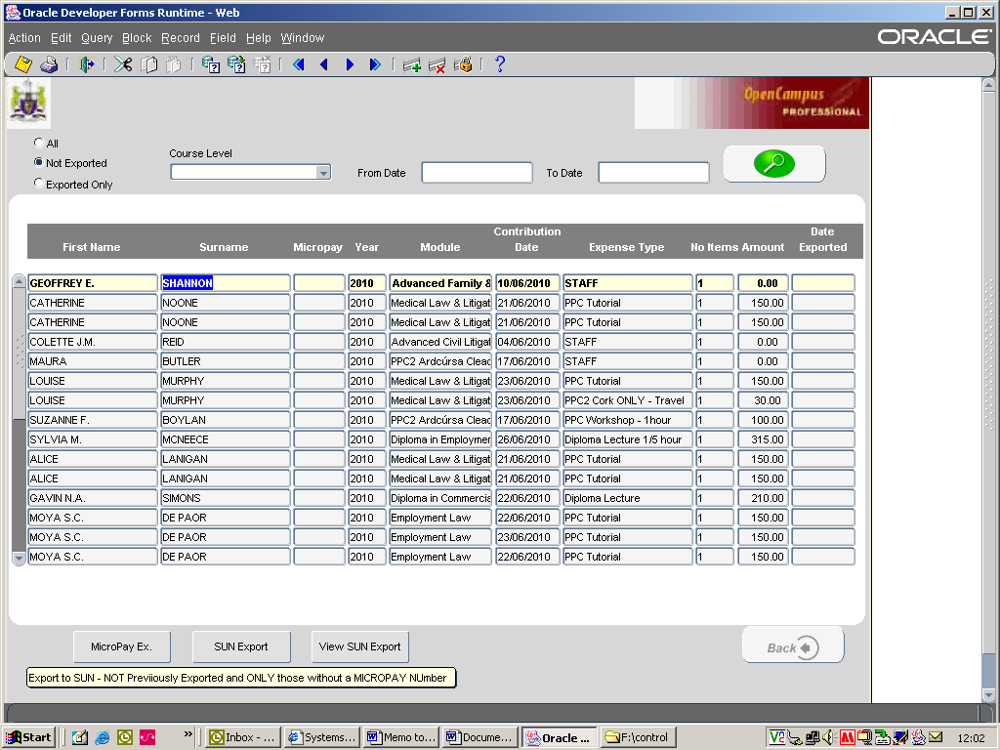 Oracle Developer Forms Runtime - Web
Action Edit Query Block Record Field Help Window
ORACLE
OpenCampus
PROFESSIONAL
All
Not Exported
Exported Only
Course Level
From Date
To Date
First Name Surname Micropay Year Module Contribution Date Expense Type No Items Amount Date Exported
GEOFFREY E. SHANNON 2010 Advanced Family & 10/06/2010 STAFF 1 0.00
CATHERINE NOONE 2010 Medical Law & Litigat 21/06/2010 PPC Tutorial 1 150.00
CATHERINE NOONE 2010 Medical Law & Litigat 21/06/2010 PPC Tutorial 1 150.00
COLETTE J.M. REID 2010 Advanced Civil Litigat 04/06/2010 STAFF 1 0.00
MAURA BUTLER 2010 PPC2 Ardcúrsa Cleac 17/06/2010 STAFF 1 0.00
LOUISE MURPHY 2010 Medical Law & Litigat 23/06/2010 PPC Tutorial 1 150.00
LOUISE MURPHY 2010 Medical Law & Litigat 23/06/2010 PPC2 Cork ONLY - Travel 1 30.00
SUZANNE F. BOYLAN 2010 PPC2 Ardcúrsa Cleac 17/06/2010 PPC Workshop - 1hour 1 100.00
SYLVIA M. MCNEECE 2010 Diploma in Employmer 26/06/2010 Diploma Lecture 1/5 hour 1 315.00
ALICE LANIGAN 2010 Medical Law & Litigat 21/06/2010 PPC Tutorial 1 150.00
ALICE LANIGAN 2010 Medical Law & Litigat 21/06/2010 PPC Tutorial 1 150.00
GAVIN N.A. SIMONS 2010 Diploma in Commercia 22/06/2010 Diploma Lecture 1 210.00
MOYA S.C. DE PAOR 2010 Employment Law 22/06/2010 PPC Tutorial 1 150.00
MOYA S.C. DE PAOR 2010 Employment Law 23/06/2010 PPC Tutorial 1 150.00
MOYA S.C. DE PAOR 2010 Employment Law 22/06/2010 PPC Tutorial 1 150.00
MicroPay Ex. SUN Export View SUN Export Back
Export to SUN - NOT Previiously Exported and ONLY those without a MICROPAY NUmber
Start » Inbox - ... Systems... Memo to... Docume... Oracle ... F:\control 12:02